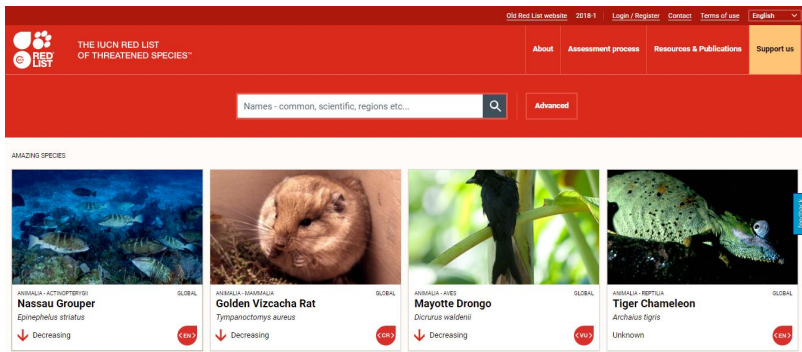 Old Red List website 2018-1 Login / Register Contact Terms of use English
RED LIST
THE IUCN RED LIST
OF THREATENED SPECIES™
About Assessment process Resources & Publications Support us
Names - common, scientific, regions etc...
Advanced
AMAZING SPECIES
ANIMALIA - ACTINOPTERYGII GLOBAL
Nassau Grouper
Epinephelus striatus
Decreasing <EN>
ANIMALIA - MAMMALIA GLOBAL
Golden Vizcacha Rat
Tympanoctomys aureus
Decreasing <CR>
ANIMALIA - AVES GLOBAL
Mayotte Drongo
Dicrurus waldenii
Decreasing <VU>
ANIMALIA - REPTILIA GLOBAL
Tiger Chameleon
Archaius tigris
Unknown <EN>